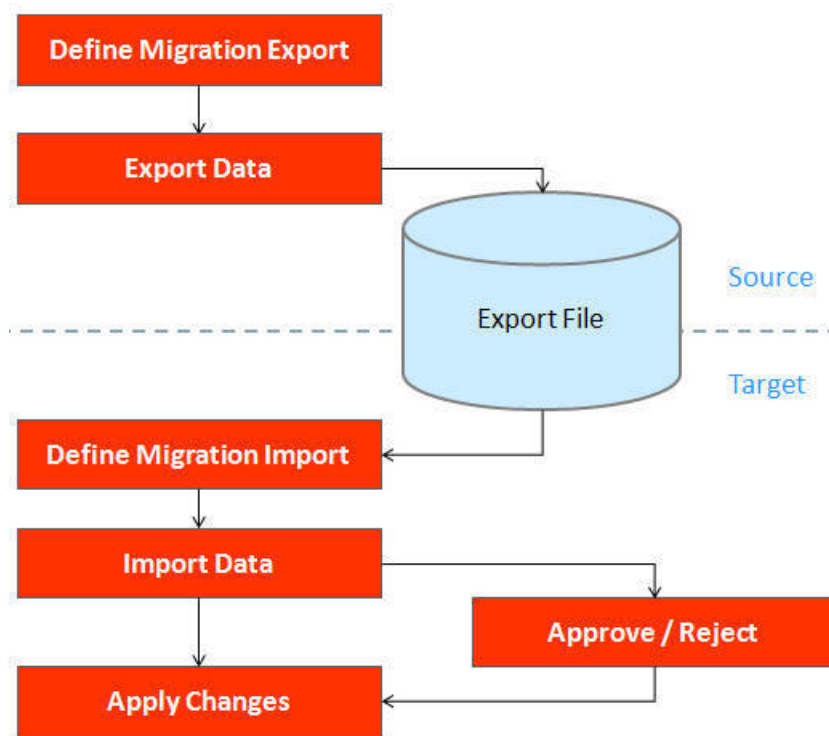 Define Migration Export
Export Data
Source
Export File
Target
Define Migration Import
Import Data
Approve / Reject
Apply Changes